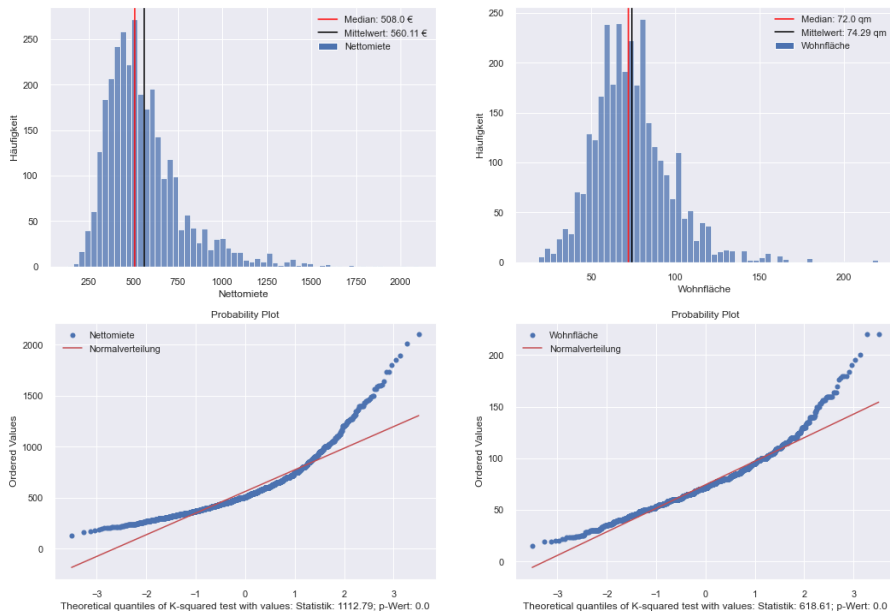 Median: 508.0 €
Mittelwert: 560.11 €
Nettomiete
250
200
150
100
50
0
Häufigkeit
250
500
750
1000
1250
1500
1750
2000
Nettomiete
Median: 72.0 qm
Mittelwert: 74.29 qm
Wohnfläche
250
200
150
100
50
0
Häufigkeit
50
100
150
200
Wohnfläche
Probability Plot
Nettomiete
Normalverteilung
2000
1500
1000
500
0
Ordered Values
−3
−2
−1
0
1
2
3
Theoretical quantiles of K-squared test with values: Statistik: 1112.79; p-Wert: 0.0
Probability Plot
Wohnfläche
Normalverteilung
200
150
100
50
0
Ordered Values
−3
−2
−1
0
1
2
3
Theoretical quantiles of K-squared test with values: Statistik: 618.61; p-Wert: 0.0